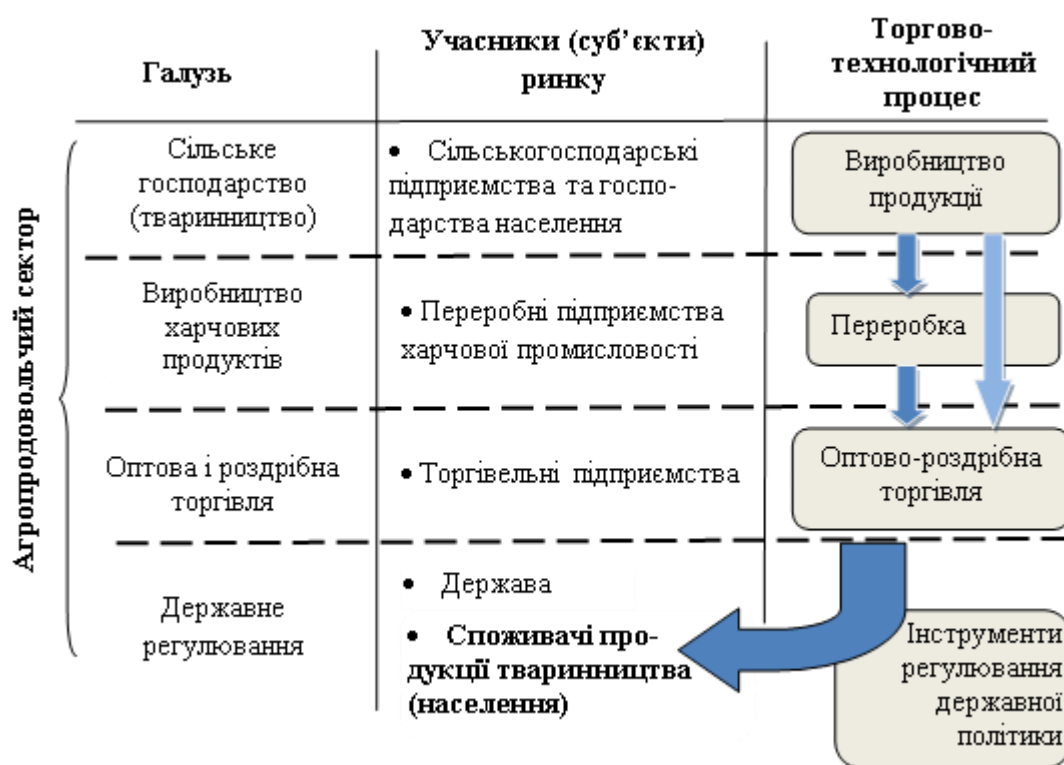 Галузь
Учасники (суб’єкти)
ринку
Торгово-
технологічний
процес
Агропродовольчий сектор
Сільське
господарство
(тваринництво)
• Сільськогосподарські
підприємства та госпо-
дарства населення
Виробництво
продукції
Виробництво
харчових
продуктів
• Переробні підприємства
харчової промисловості
Переробка
Оптова і роздрібна
торгівля
• Торгівельні підприємства
Оптово-роздрібна
торгівля
Державне
регулювання
• Держава
• Споживачі про-
дукції тваринництва
(населення)
Інструменти
регулювання
державної
політики